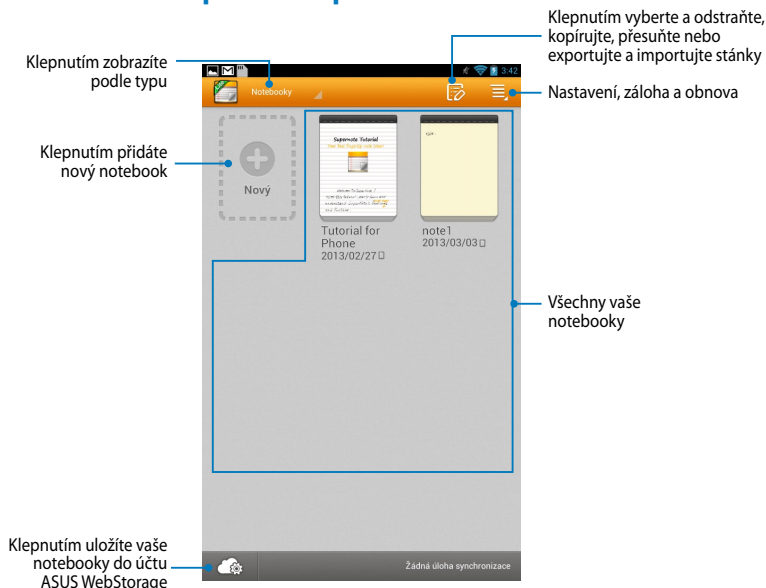 Klepnutím vyberte a odstraňte,
kopírujte, přesuňte nebo
exportujte a importujte stánky
Klepnutím zobrazíte
podle typu
3:42
Notebooky
Nastavení, záloha a obnova
Klepnutím přidáte
nový notebook
Nový
Supernote Tutorial
Tutorial for
Phone
2013/02/27
note1
2013/03/03
Všechny vaše
notebooky
Klepnutím uložíte vaše
notebooky do účtu
ASUS WebStorage
Žádná úloha synchronizace